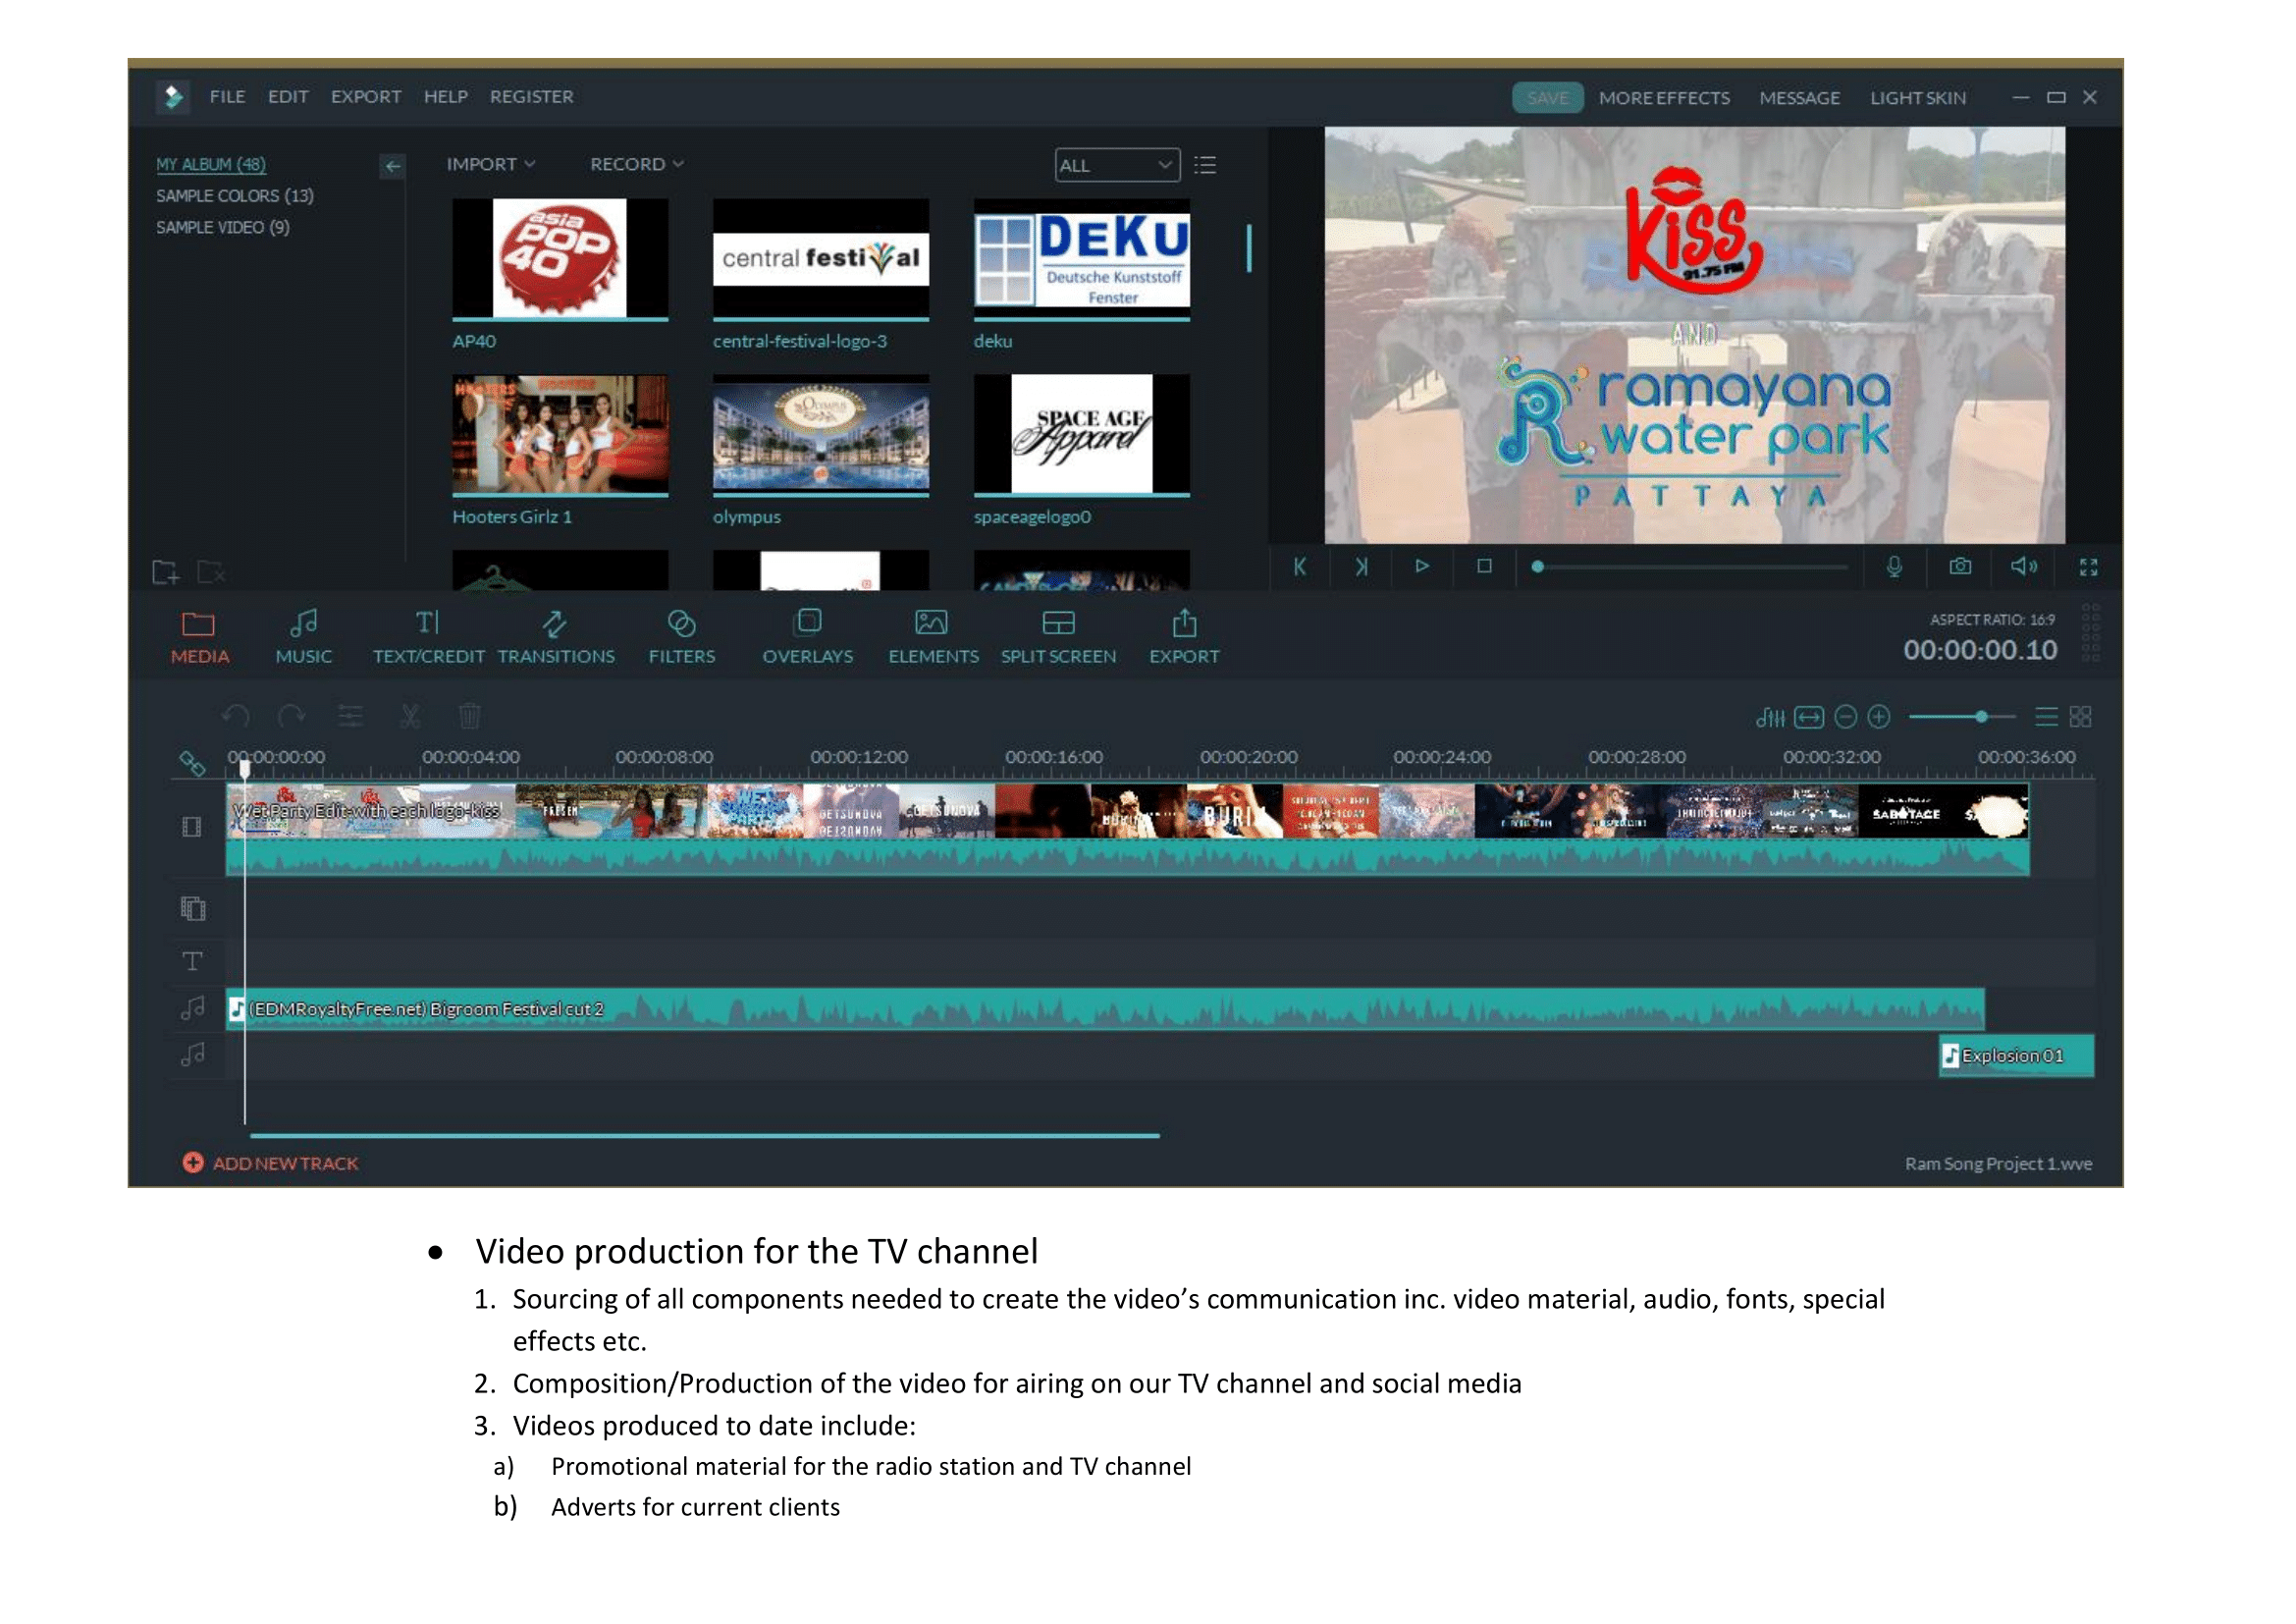 FILE EDIT EXPORT HELP REGISTER
SAVE MORE EFFECTS MESSAGE LIGHT SKIN
MY ALBUM (48)
SAMPLE COLORS (13)
SAMPLE VIDEO (9)
IMPORT RECORD ALL
asia
POP
40
AP40
central festival
central-festival-logo-3
DEKU
Deutsche Kunststoff
Fenster
deku
HOOTERS
Hooters Girlz 1
OLYMPUS
olympus
SPACE AGE
Apparel
spaceagelogo0
Kiss
91.75 FM
AND
ramayana
water park
PATTAYA
MEDIA MUSIC TEXT/CREDIT TRANSITIONS FILTERS OVERLAYS ELEMENTS SPLIT SCREEN EXPORT
ASPECT RATIO: 16:9
00:00:00.10
00:00:00:00 00:00:04:00 00:00:08:00 00:00:12:00 00:00:16:00 00:00:20:00 00:00:24:00 00:00:28:00 00:00:32:00 00:00:36:00
Wet Party Edit-with each logo-kiss
GETSUNOVA
BURIN
SABOTAGE
(EDMRoyaltyFree.net) Bigroom Festival cut 2
Explosion 01
ADD NEW TRACK
Ram Song Project 1.wve
• Video production for the TV channel
1. Sourcing of all components needed to create the video’s communication inc. video material, audio, fonts, special
effects etc.
2. Composition/Production of the video for airing on our TV channel and social media
3. Videos produced to date include:
a) Promotional material for the radio station and TV channel
b) Adverts for current clients